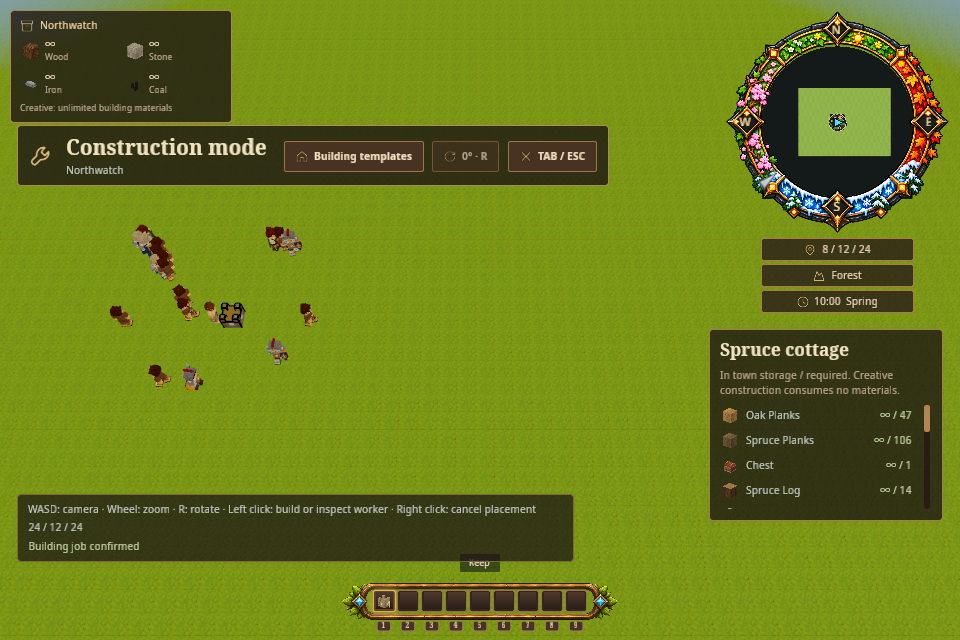 Northwatch
∞
Wood
∞
Stone
∞
Iron
∞
Coal
Creative: unlimited building materials
Construction mode
Northwatch
Building templates
0° · R
TAB / ESC
N
W
E
S
8 / 12 / 24
Forest
10:00 Spring
Spruce cottage
In town storage / required. Creative
construction consumes no materials.
Oak Planks ∞ / 47
Spruce Planks ∞ / 106
Chest ∞ / 1
Spruce Log ∞ / 14
WASD: camera · Wheel: zoom · R: rotate · Left click: build or inspect worker · Right click: cancel placement
24 / 12 / 24
Building job confirmed
Keep
1 2 3 4 5 6 7 8 9